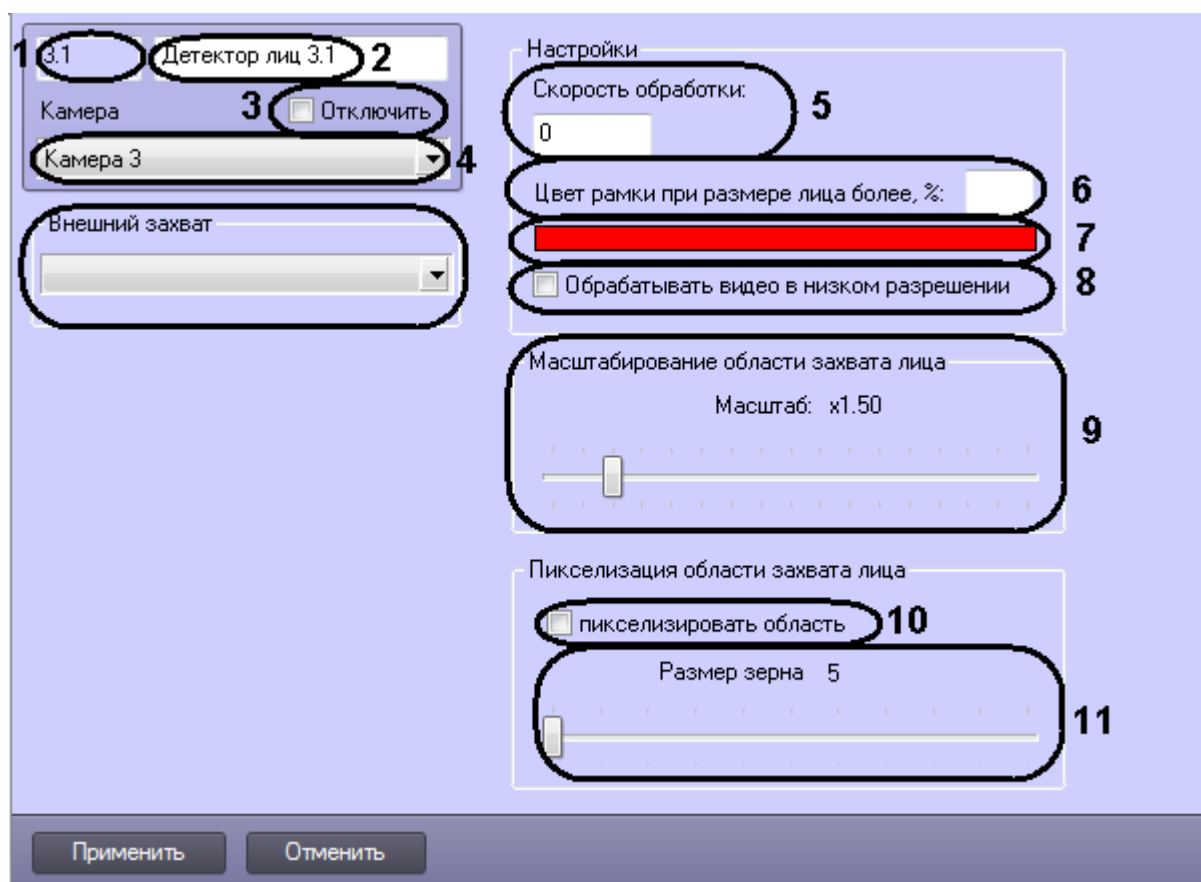 1 3.1 Детектор лиц 3.1 2
Камера 3 Отключить
Камера 3 4
Внешний захват
Настройки
Скорость обработки:
0 5
Цвет рамки при размере лица более, %: 6
7
Обрабатывать видео в низком разрешении 8
Масштабирование области захвата лица
Масштаб: x1.50
9
Пикселизация области захвата лица
пикселизировать область 10
Размер зерна 5
11
Применить Отменить